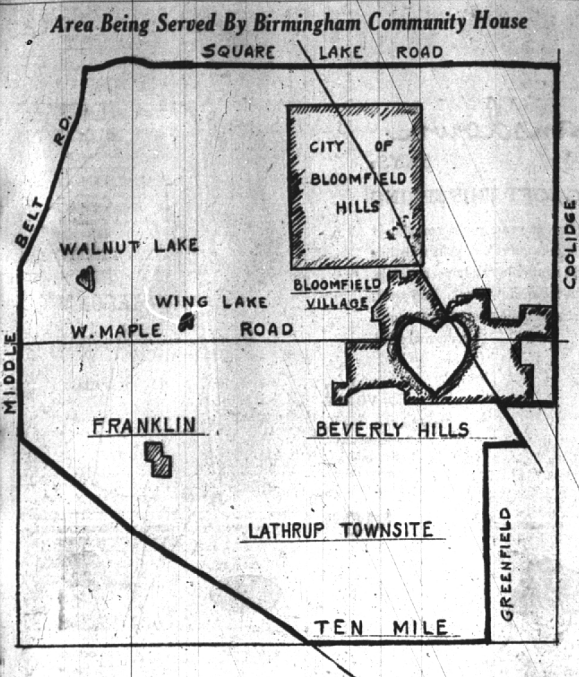 Area Being Served By Birmingham Community House
SQUARE LAKE ROAD
CITY OF
BLOOMFIELD
HILLS
MIDDLE BELT RD.
COOLIDGE
WALNUT LAKE
BLOOMFIELD
VILLAGE
WING LAKE
W. MAPLE ROAD
FRANKLIN
BEVERLY HILLS
LATHRUP TOWNSITE
GREENFIELD
TEN MILE